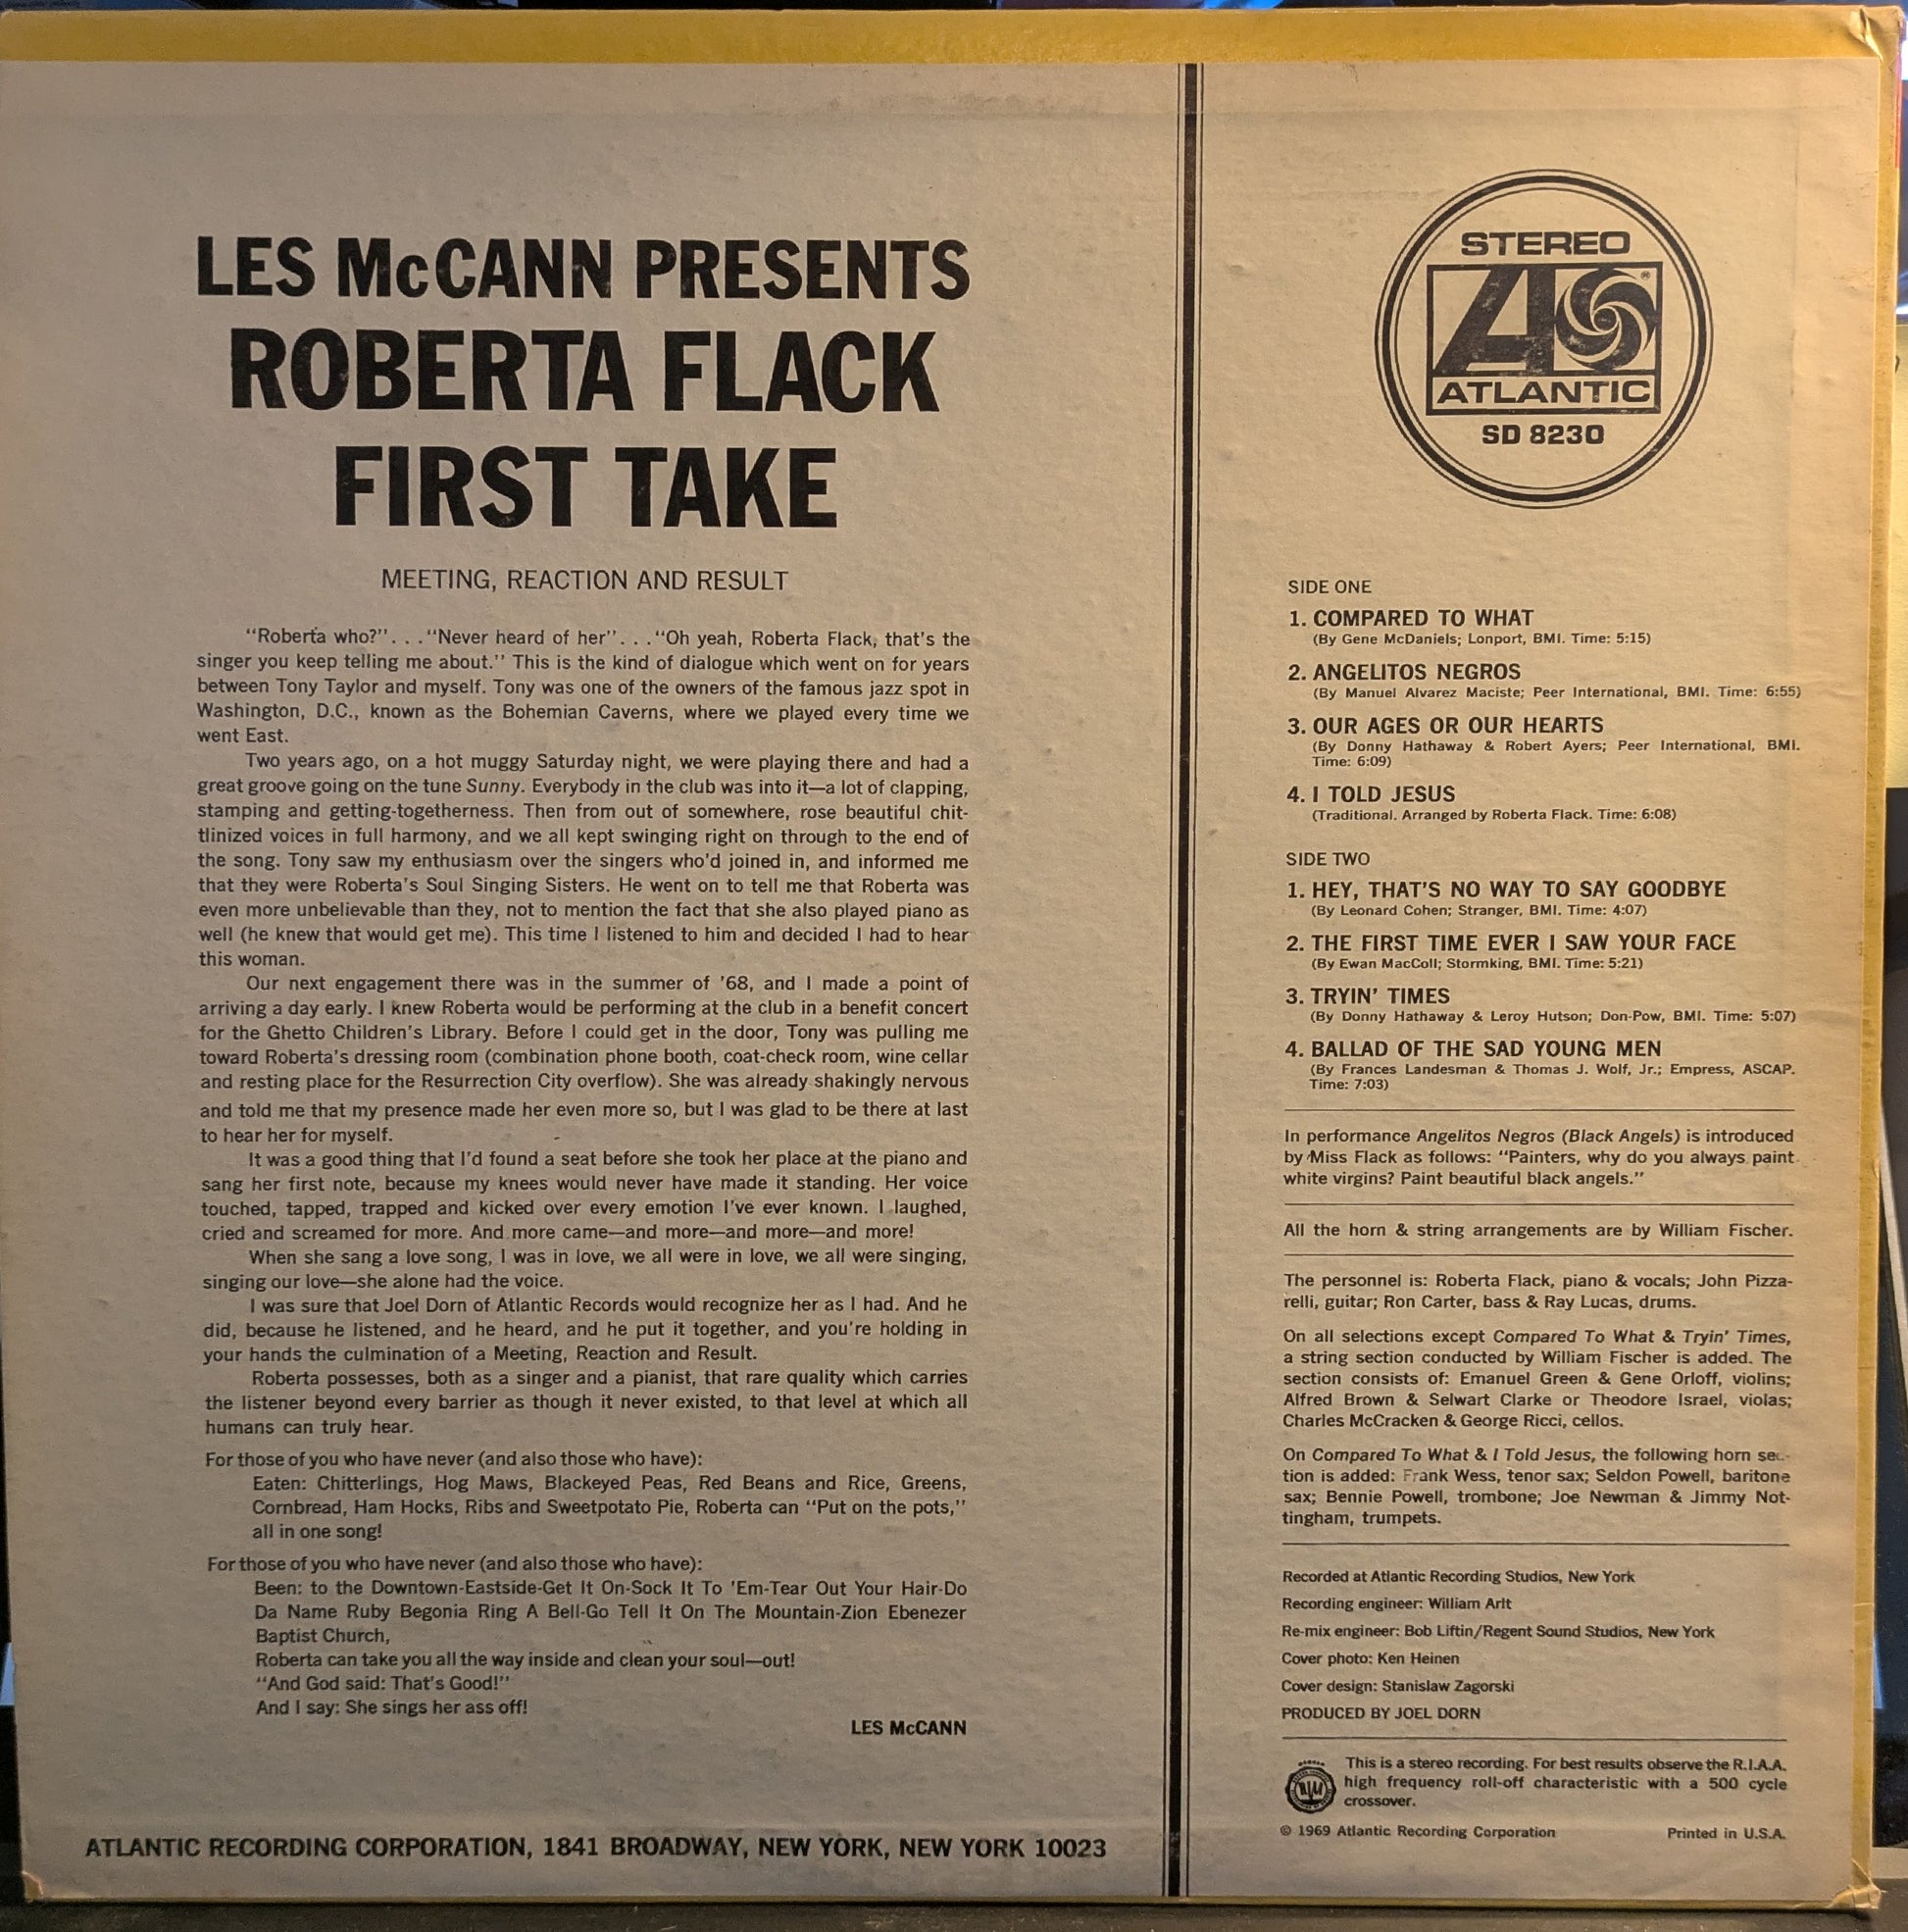 LES McCANN PRESENTS
ROBERTA FLACK
FIRST TAKE
MEETING, REACTION AND RESULT
"Roberta who?". . ."Never heard of her". . ."Oh yeah, Roberta Flack, that's the
singer you keep telling me about." This is the kind of dialogue which went on for years
between Tony Taylor and myself. Tony was one of the owners of the famous jazz spot in
Washington, D.C., known as the Bohemian Caverns, where we played every time we
went East.
Two years ago, on a hot muggy Saturday night, we were playing there and had a
great groove going on the tune Sunny. Everybody in the club was into it—a lot of clapping,
stamping and getting-togetherness. Then from out of somewhere, rose beautiful chit-
tlinized voices in full harmony, and we all kept swinging right on through to the end of
the song. Tony saw my enthusiasm over the singers who'd joined in, and informed me
that they were Roberta's Soul Singing Sisters. He went on to tell me that Roberta was
even more unbelievable than they, not to mention the fact that she also played piano as
well (he knew that would get me). This time I listened to him and decided I had to hear
this woman.
Our next engagement there was in the summer of '68, and I made a point of
arriving a day early. I knew Roberta would be performing at the club in a benefit concert
for the Ghetto Children's Library. Before I could get in the door, Tony was pulling me
toward Roberta's dressing room (combination phone booth, coat-check room, wine cellar
and resting place for the Resurrection City overflow). She was already shakingly nervous
and told me that my presence made her even more so, but I was glad to be there at last
to hear her for myself.
It was a good thing that I'd found a seat before she took her place at the piano and
sang her first note, because my knees would never have made it standing. Her voice
touched, tapped, trapped and kicked over every emotion I've ever known. I laughed,
cried and screamed for more. And more came—and more—and more—and more!
When she sang a love song, I was in love, we all were in love, we all were singing,
singing our love—she alone had the voice.
I was sure that Joel Dorn of Atlantic Records would recognize her as I had. And he
did, because he listened, and he heard, and he put it together, and you're holding in
your hands the culmination of a Meeting, Reaction and Result.
Roberta possesses, both as a singer and a pianist, that rare quality which carries
the listener beyond every barrier as though it never existed, to that level at which all
humans can truly hear.
For those of you who have never (and also those who have):
Eaten: Chitterlings, Hog Maws, Blackeyed Peas, Red Beans and Rice, Greens,
Cornbread, Ham Hocks, Ribs and Sweetpotato Pie, Roberta can "Put on the pots,"
all in one song!
For those of you who have never (and also those who have):
Been: to the Downtown-Eastside-Get It On-Sock It To 'Em-Tear Out Your Hair-Do
Da Name Ruby Begonia Ring A Bell-Go Tell It On The Mountain-Zion Ebenezer
Baptist Church,
Roberta can take you all the way inside and clean your soul—out!
"And God said: That's Good!"
And I say: She sings her ass off!
LES McCANN
ATLANTIC RECORDING CORPORATION, 1841 BROADWAY, NEW YORK, NEW YORK 10023
STEREO
®
ATLANTIC
SD 8230
SIDE ONE
1. COMPARED TO WHAT
(By Gene McDaniels; Lonport, BMI. Time: 5:15)
2. ANGELITOS NEGROS
(By Manuel Alvarez Maciste; Peer International, BMI. Time: 6:55)
3. OUR AGES OR OUR HEARTS
(By Donny Hathaway & Robert Ayers; Peer International, BMI.
Time: 6:09)
4. I TOLD JESUS
(Traditional. Arranged by Roberta Flack. Time: 6:08)
SIDE TWO
1. HEY, THAT'S NO WAY TO SAY GOODBYE
(By Leonard Cohen; Stranger, BMI. Time: 4:07)
2. THE FIRST TIME EVER I SAW YOUR FACE
(By Ewan MacColl; Stormking, BMI. Time: 5:21)
3. TRYIN' TIMES
(By Donny Hathaway & Leroy Hutson; Don-Pow, BMI. Time: 5:07)
4. BALLAD OF THE SAD YOUNG MEN
(By Frances Landesman & Thomas J. Wolf, Jr.; Empress, ASCAP.
Time: 7:03)
In performance Angelitos Negros (Black Angels) is introduced
by Miss Flack as follows: "Painters, why do you always paint
white virgins? Paint beautiful black angels."
All the horn & string arrangements are by William Fischer.
The personnel is: Roberta Flack, piano & vocals; John Pizza-
relli, guitar; Ron Carter, bass & Ray Lucas, drums.
On all selections except Compared To What & Tryin' Times,
a string section conducted by William Fischer is added. The
section consists of: Emanuel Green & Gene Orloff, violins;
Alfred Brown & Selwart Clarke or Theodore Israel, violas;
Charles McCracken & George Ricci, cellos.
On Compared To What & I Told Jesus, the following horn sec-
tion is added: Frank Wess, tenor sax; Seldon Powell, baritone
sax; Bennie Powell, trombone; Joe Newman & Jimmy Not-
tingham, trumpets.
Recorded at Atlantic Recording Studios, New York
Recording engineer: William Arlt
Re-mix engineer: Bob Liftin/Regent Sound Studios, New York
Cover photo: Ken Heinen
Cover design: Stanislaw Zagorski
PRODUCED BY JOEL DORN
This is a stereo recording. For best results observe the R.I.A.A.
high frequency roll-off characteristic with a 500 cycle
crossover.
© 1969 Atlantic Recording Corporation
Printed in U.S.A.